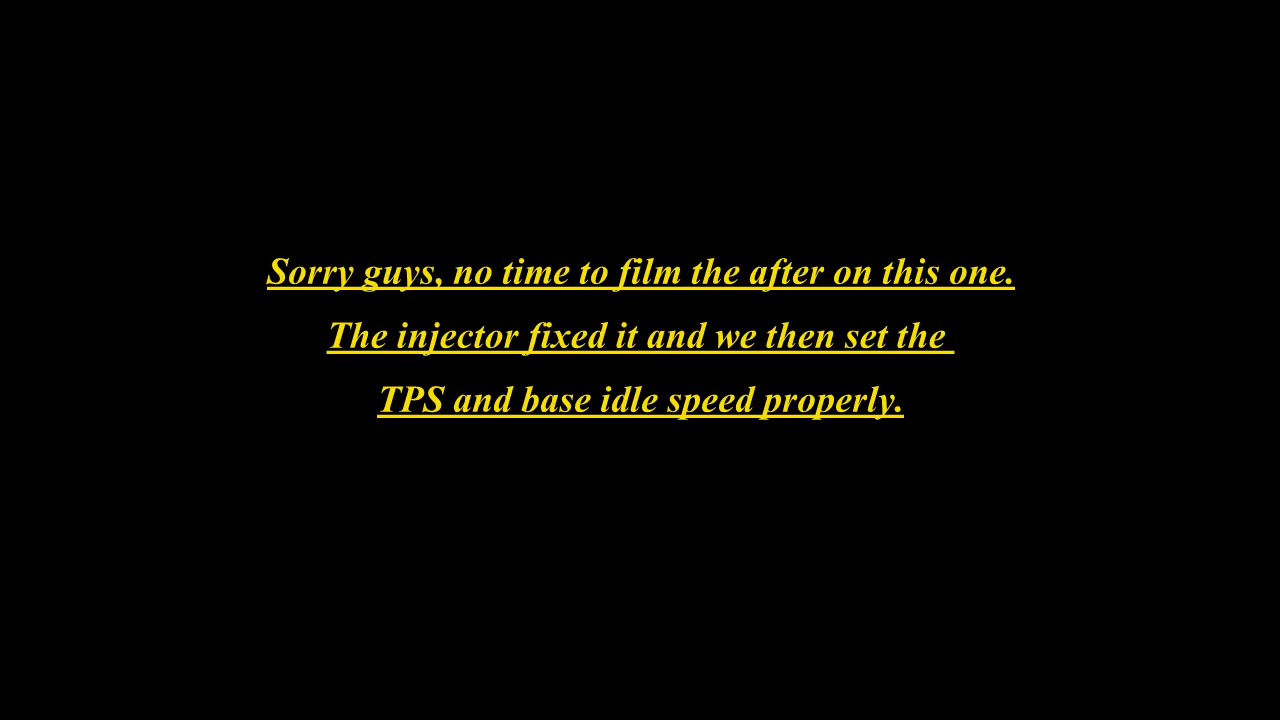 Sorry guys, no time to film the after on this one.
The injector fixed it and we then set the
TPS and base idle speed properly.